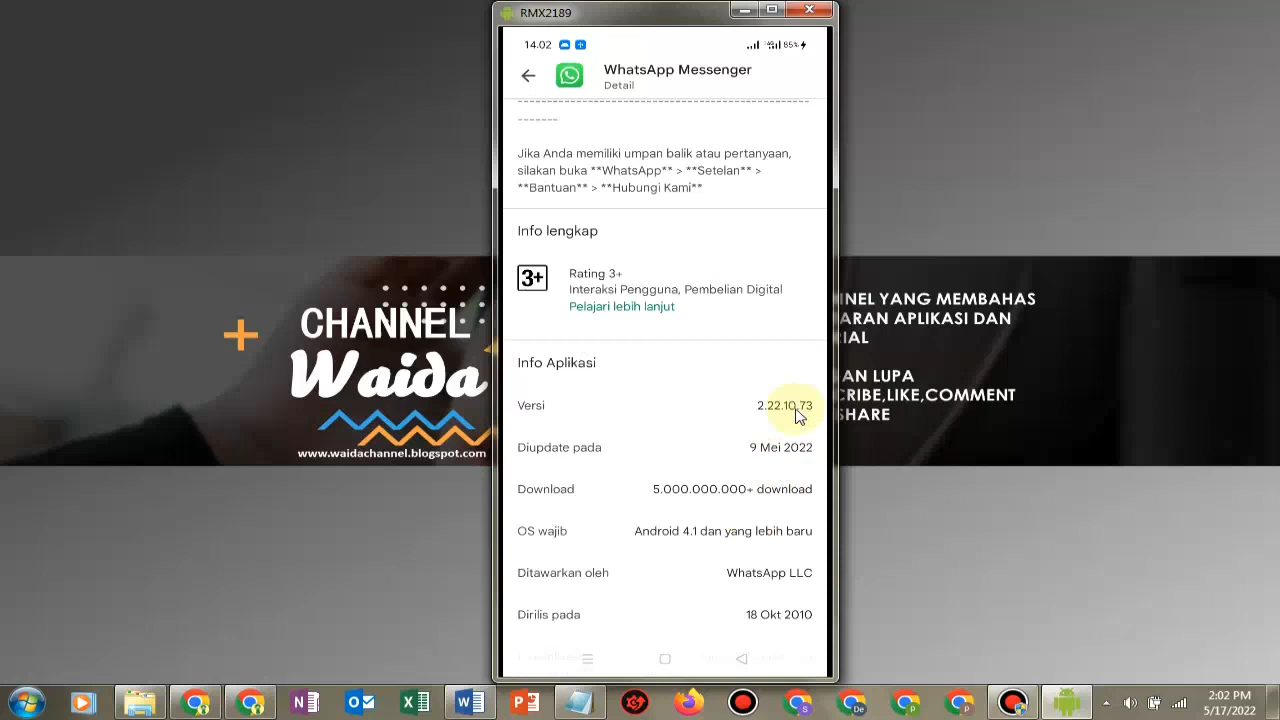 RMX2189
14.02
85%
WhatsApp Messenger
Detail
--------------------------------------------------------
-------
Jika Anda memiliki umpan balik atau pertanyaan,
silakan buka **WhatsApp** > **Setelan** >
**Bantuan** > **Hubungi Kami**
Info lengkap
3+
Rating 3+
Interaksi Pengguna, Pembelian Digital
Pelajari lebih lanjut
Info Aplikasi
Versi 2.22.10.73
Diupdate pada 9 Mei 2022
Download 5.000.000.000+ download
OS wajib Android 4.1 dan yang lebih baru
Ditawarkan oleh WhatsApp LLC
Dirilis pada 18 Okt 2010
CHANNEL
Waida
www.waidachannel.blogspot.com
NNEL YANG MEMBAHAS
ARAN APLIKASI DAN
RIAL
AN LUPA
CRIBE,LIKE,COMMENT
SHARE
2:02 PM
5/17/2022